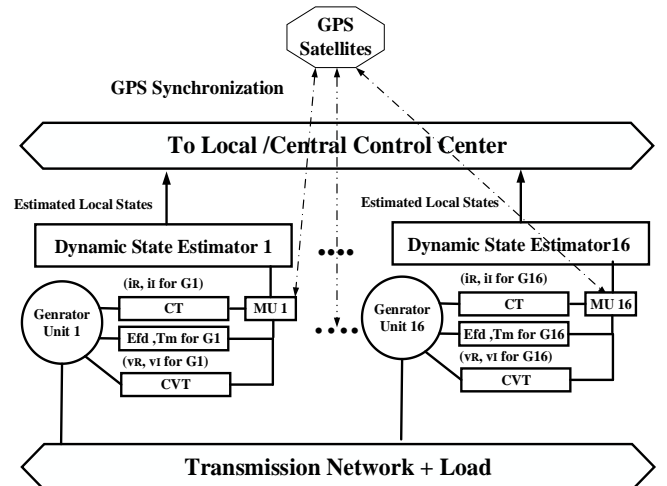 GPS
Satellites
GPS Synchronization
To Local /Central Control Center
Estimated Local States
Estimated Local States
Dynamic State Estimator 1
Dynamic State Estimator16
(iR, iI for G1)
(iR, iI for G16)
Genrator
Unit 1
CT
MU 1
Genrator
Unit 16
CT
MU 16
Efd ,Tm for G1
Efd ,Tm for G16
(vR, vI for G1)
(vR, vI for G16)
CVT
CVT
Transmission Network + Load